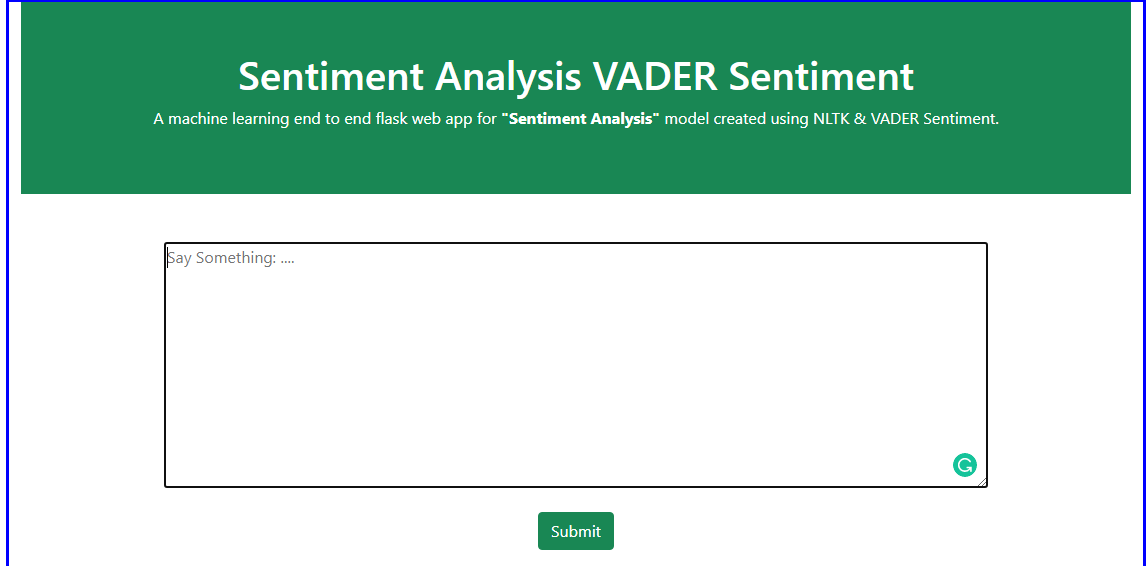 Sentiment Analysis VADER Sentiment
A machine learning end to end flask web app for "Sentiment Analysis" model created using NLTK & VADER Sentiment.
Say Something: ....
Submit